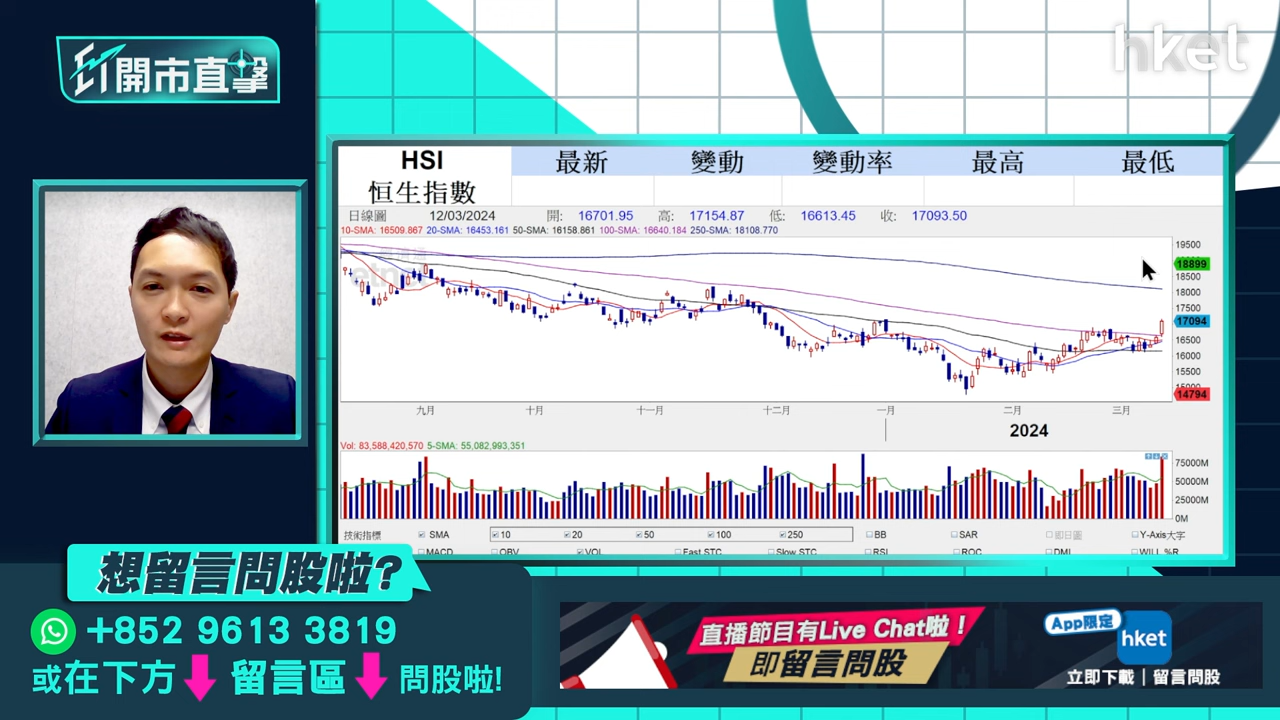 開市直擊
hket
HSI 最新 變動 變動率 最高 最低
恒生指數
日線圖 12/03/2024 開: 16701.95 高: 17154.87 低: 16613.45 收: 17093.50
10-SMA: 16509.867 20-SMA: 16453.161 50-SMA: 16158.861 100-SMA: 16640.184 250-SMA: 18108.770
19500
18899
18500
18000
17500
17094
16500
16000
15500
15000
14794
九月 十月 十一月 十二月 一月 二月 三月
2024
Vol: 83,588,420,570 5-SMA: 55,082,993,351
75000M
50000M
25000M
0M
技術指標 SMA 10 20 50 100 250 BB SAR 即日圖 Y-Axis大字
MACD OBV VOL Fast STC Slow STC RSI ROC DMI WILL %R
想留言問股啦?
+852 9613 3819
或在下方 留言區 問股啦!
直播節目有Live Chat啦!
即留言問股
App限定
hket
立即下載|留言問股